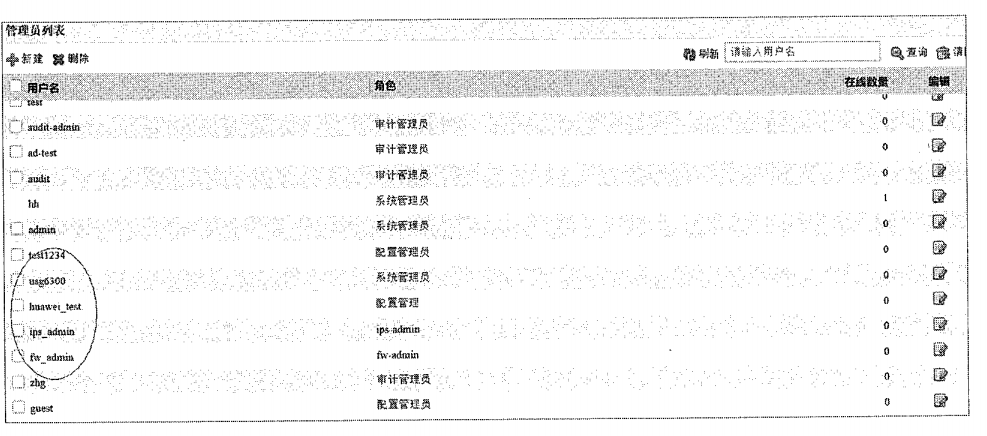 管理员列表
新建 删除 刷新 请输入用户名 查询 清
用户名 角色 在线数量 编辑
test 0
audit-admin 审计管理员 0
ad-test 审计管理员 0
audit 审计管理员 0
hh 系统管理员 1
admin 系统管理员 0
test1234 配置管理员 0
usg6300 系统管理员 0
huawei_test 配置管理 0
ips_admin ips-admin 0
fw_admin fw-admin 0
zhg 审计管理员 0
guest 配置管理员 0